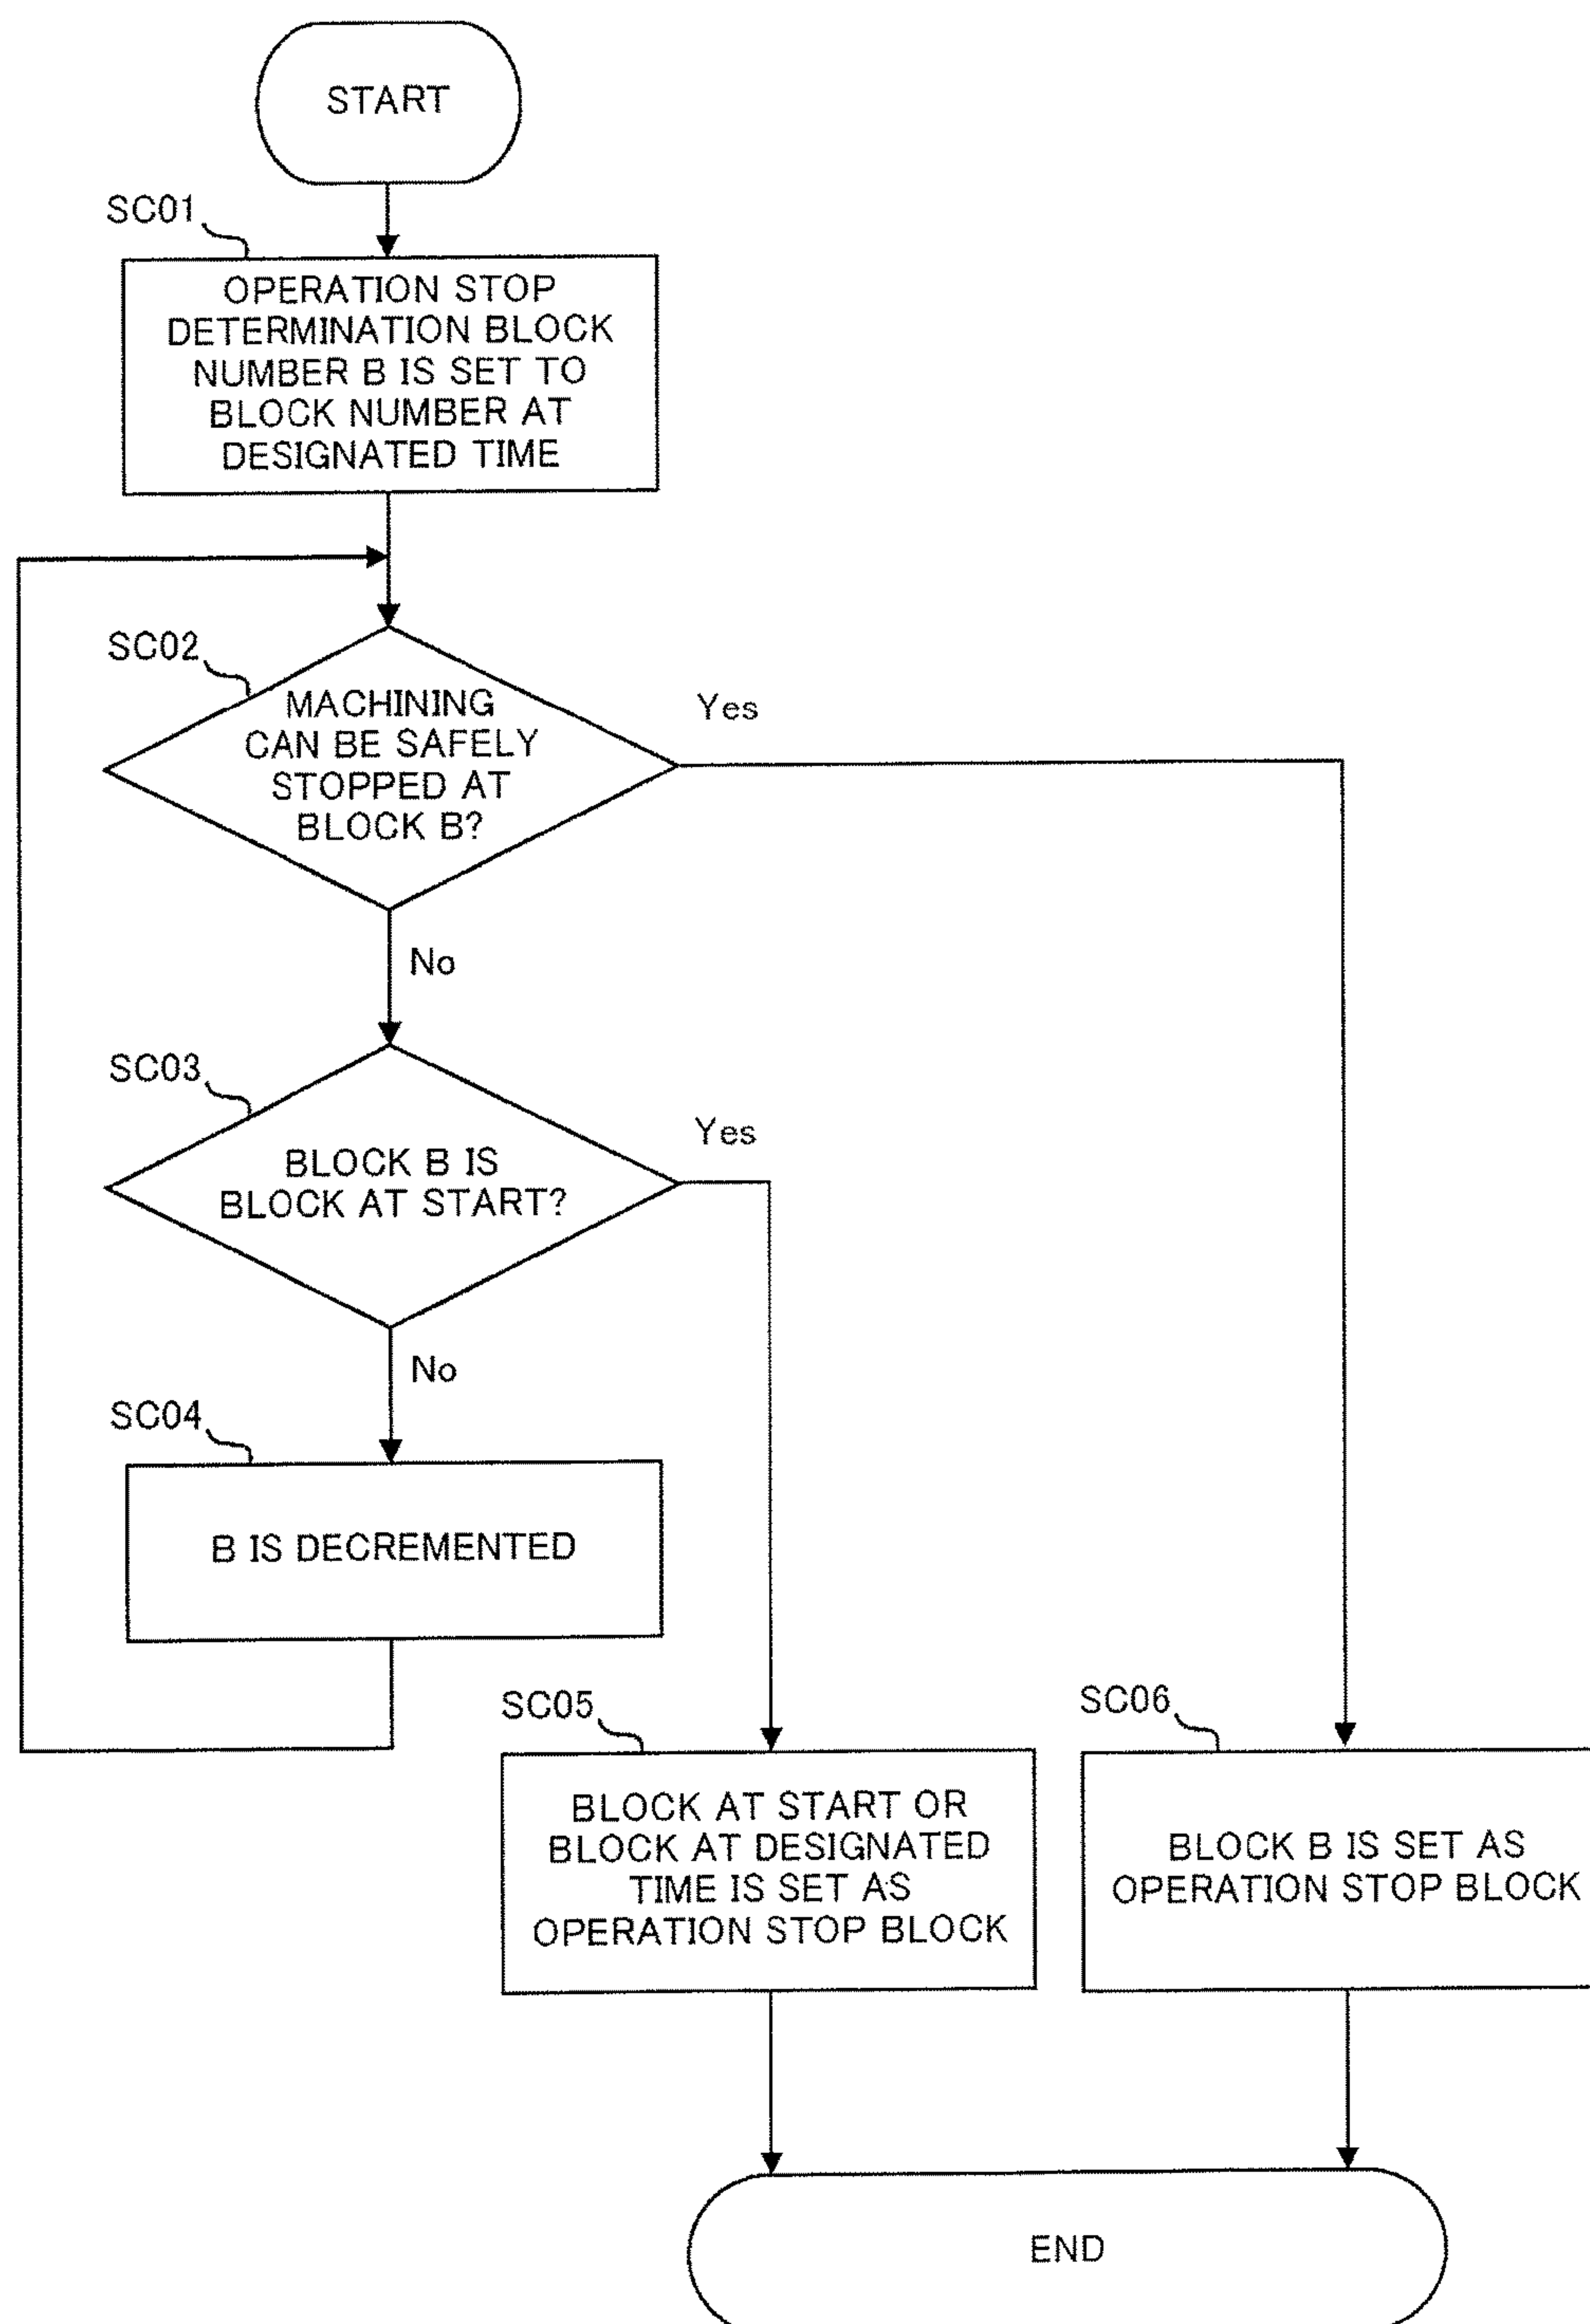 START
SC01
OPERATION STOP
DETERMINATION BLOCK
NUMBER B IS SET TO
BLOCK NUMBER AT
DESIGNATED TIME
SC02
MACHINING
CAN BE SAFELY
STOPPED AT
BLOCK B?
Yes
No
SC03
BLOCK B IS
BLOCK AT START?
Yes
No
SC04
B IS DECREMENTED
SC05
BLOCK AT START OR
BLOCK AT DESIGNATED
TIME IS SET AS
OPERATION STOP BLOCK
SC06
BLOCK B IS SET AS
OPERATION STOP BLOCK
END